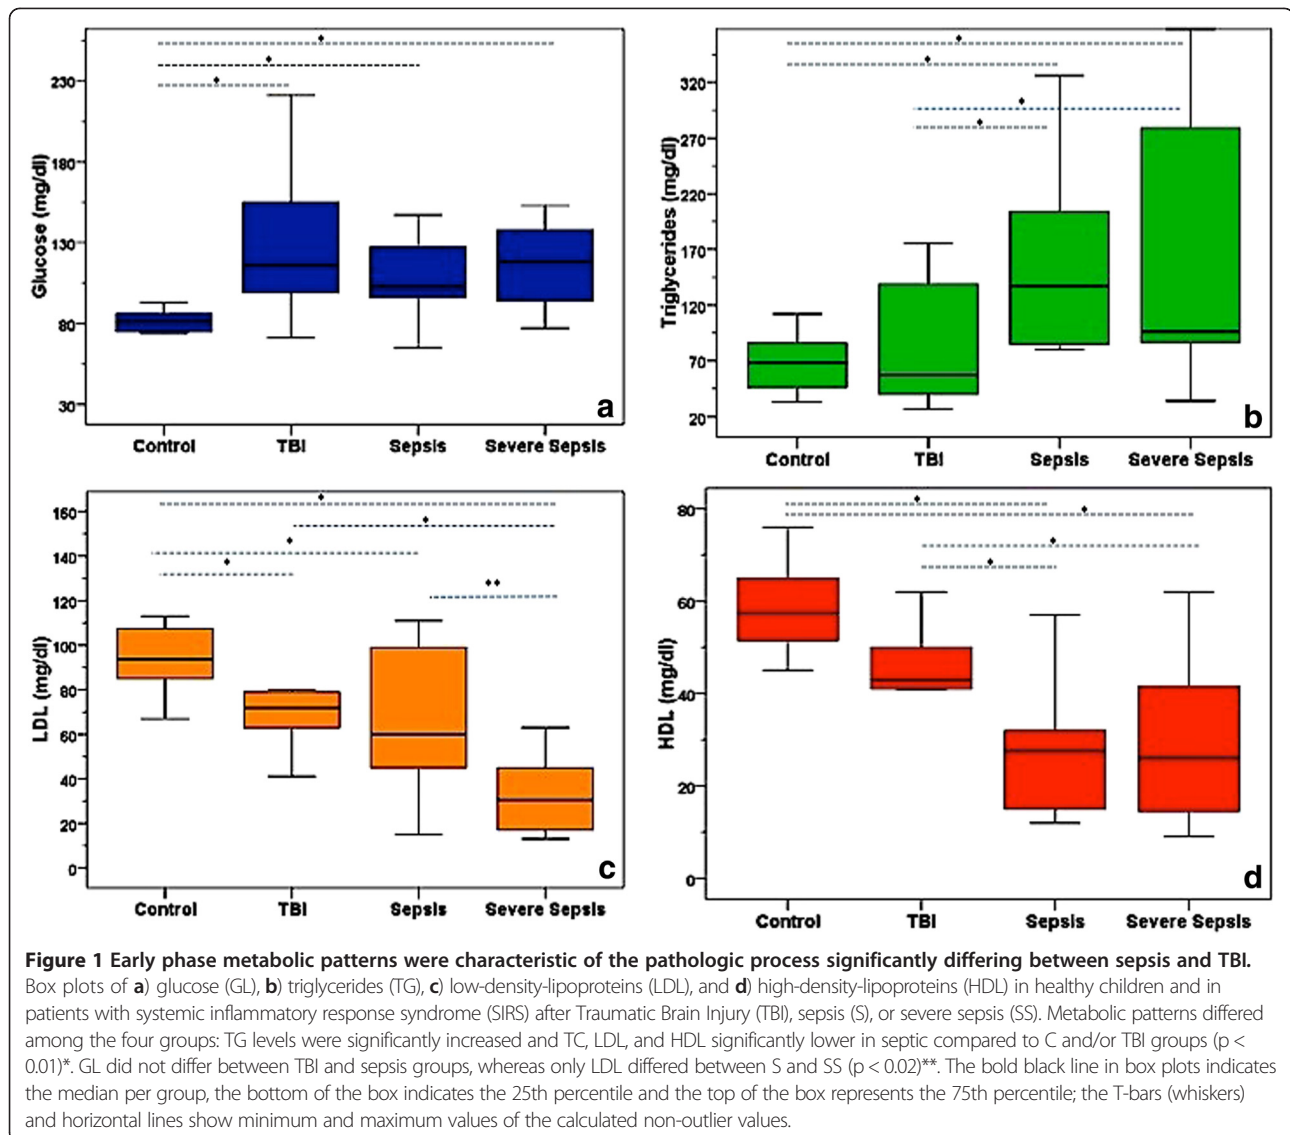 230
180
130
80
30
Glucose (mg/dl)
a
Control TBI Sepsis Severe Sepsis
320
270
220
170
120
70
20
Triglycerides (mg/dl)
b
Control TBI Sepsis Severe Sepsis
160
140
120
100
80
60
40
20
0
LDL (mg/dl)
**
c
Control TBI Sepsis Severe Sepsis
80
60
40
20
0
HDL (mg/dl)
d
Control TBI Sepsis Severe Sepsis
Figure 1 Early phase metabolic patterns were characteristic of the pathologic process significantly differing between sepsis and TBI.
Box plots of a) glucose (GL), b) triglycerides (TG), c) low-density-lipoproteins (LDL), and d) high-density-lipoproteins (HDL) in healthy children and in
patients with systemic inflammatory response syndrome (SIRS) after Traumatic Brain Injury (TBI), sepsis (S), or severe sepsis (SS). Metabolic patterns differed
among the four groups: TG levels were significantly increased and TC, LDL, and HDL significantly lower in septic compared to C and/or TBI groups (p <
0.01)*. GL did not differ between TBI and sepsis groups, whereas only LDL differed between S and SS (p < 0.02)**. The bold black line in box plots indicates
the median per group, the bottom of the box indicates the 25th percentile and the top of the box represents the 75th percentile; the T-bars (whiskers)
and horizontal lines show minimum and maximum values of the calculated non-outlier values.